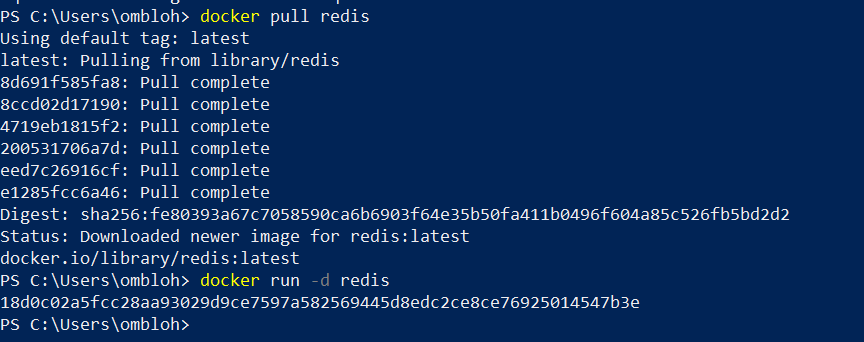 PS C:\Users\ombloh> docker pull redis
Using default tag: latest
latest: Pulling from library/redis
8d691f585fa8: Pull complete
8ccd02d17190: Pull complete
4719eb1815f2: Pull complete
200531706a7d: Pull complete
eed7c26916cf: Pull complete
e1285fcc6a46: Pull complete
Digest: sha256:fe80393a67c7058590ca6b6903f64e35b50fa411b0496f604a85c526fb5bd2d2
Status: Downloaded newer image for redis:latest
docker.io/library/redis:latest
PS C:\Users\ombloh> docker run -d redis
18d0c02a5fcc28aa93029d9ce7597a582569445d8edc2ce8ce76925014547b3e
PS C:\Users\ombloh>